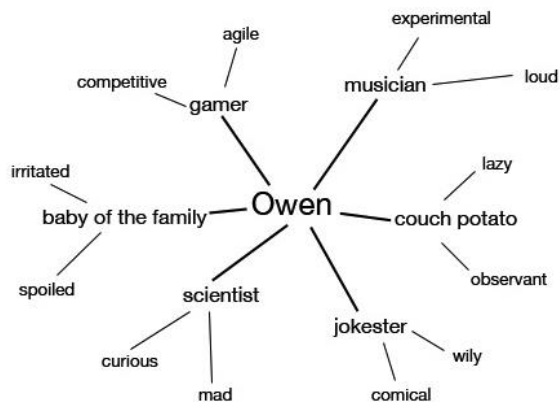 experimental
agile
loud
competitive
musician
gamer
lazy
irritated
Owen
baby of the family
couch potato
observant
spoiled
scientist
jokester
wily
curious
mad
comical